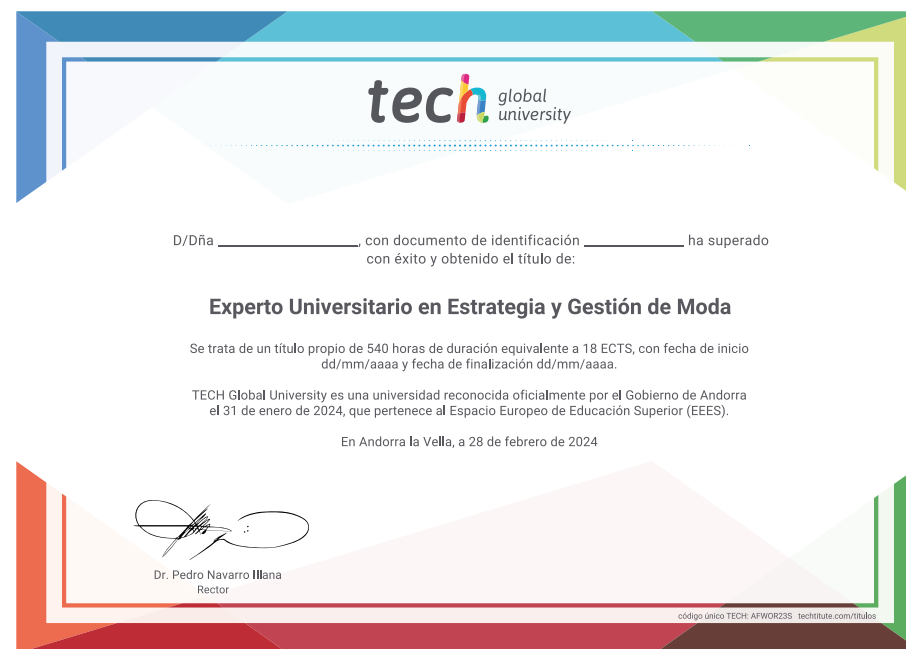 tech global university
D/Dña ____________, con documento de identificación ____________ ha superado
con éxito y obtenido el título de:
Experto Universitario en Estrategia y Gestión de Moda
Se trata de un título propio de 540 horas de duración equivalente a 18 ECTS, con fecha de inicio
dd/mm/aaaa y fecha de finalización dd/mm/aaaa.
TECH Global University es una universidad reconocida oficialmente por el Gobierno de Andorra
el 31 de enero de 2024, que pertenece al Espacio Europeo de Educación Superior (EEES).
En Andorra la Vella, a 28 de febrero de 2024
Dr. Pedro Navarro Illana
Rector
código único TECH: AFWOR23S techtitute.com/titulos